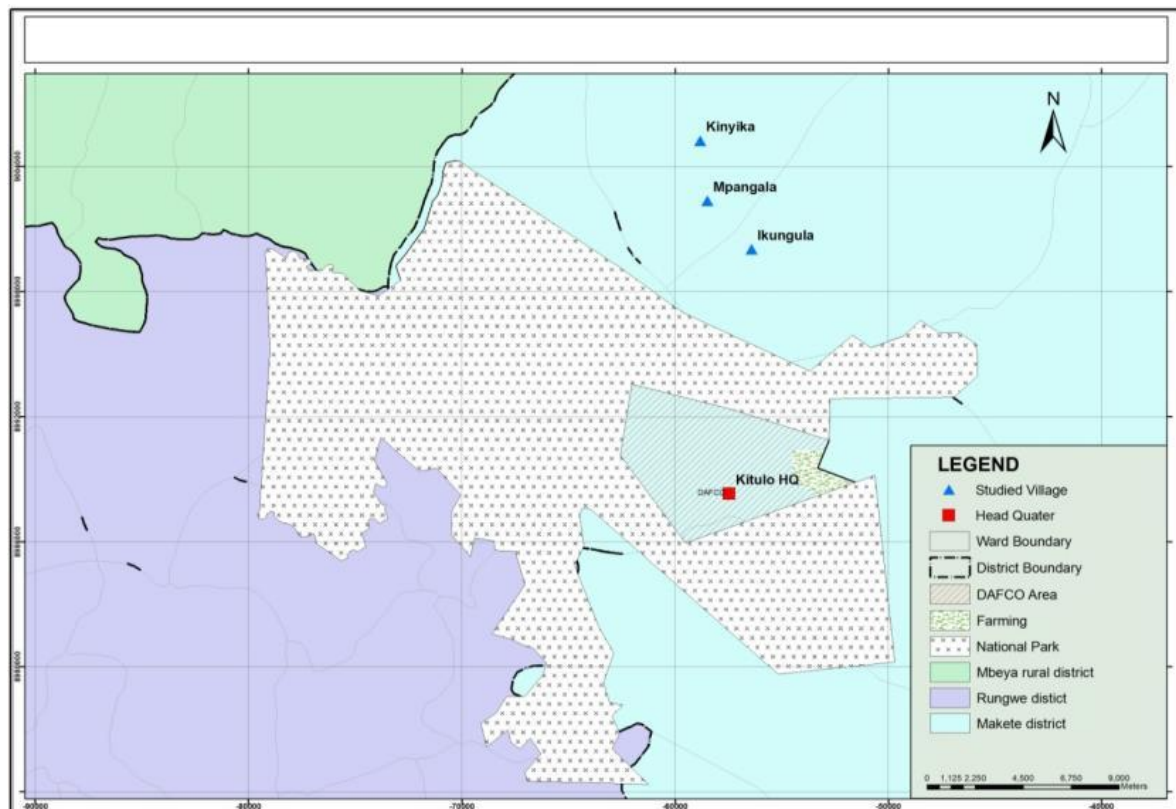 N
Kinyika
Mpangala
Ikungula
Kitulo HQ
DAFCO
LEGEND
Studied Village
Head Quater
Ward Boundary
District Boundary
DAFCO Area
Farming
National Park
Mbeya rural district
Rungwe distict
Makete district
0 1,125 2,250 4,500 6,750 9,000
Meters
-90000 -80000 -70000 -60000 -50000 -40000